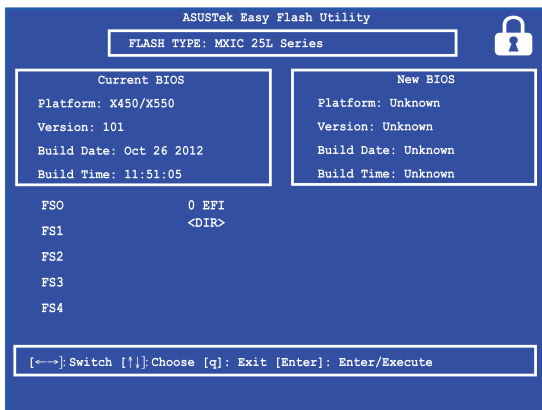 ASUSTek Easy Flash Utility
FLASH TYPE: MXIC 25L Series
Current BIOS
Platform: X450/X550
Version: 101
Build Date: Oct 26 2012
Build Time: 11:51:05
New BIOS
Platform: Unknown
Version: Unknown
Build Date: Unknown
Build Time: Unknown
FSO 0 EFI
<DIR>
FS1
FS2
FS3
FS4
[←→]: Switch [↑↓]: Choose [q]: Exit [Enter]: Enter/Execute